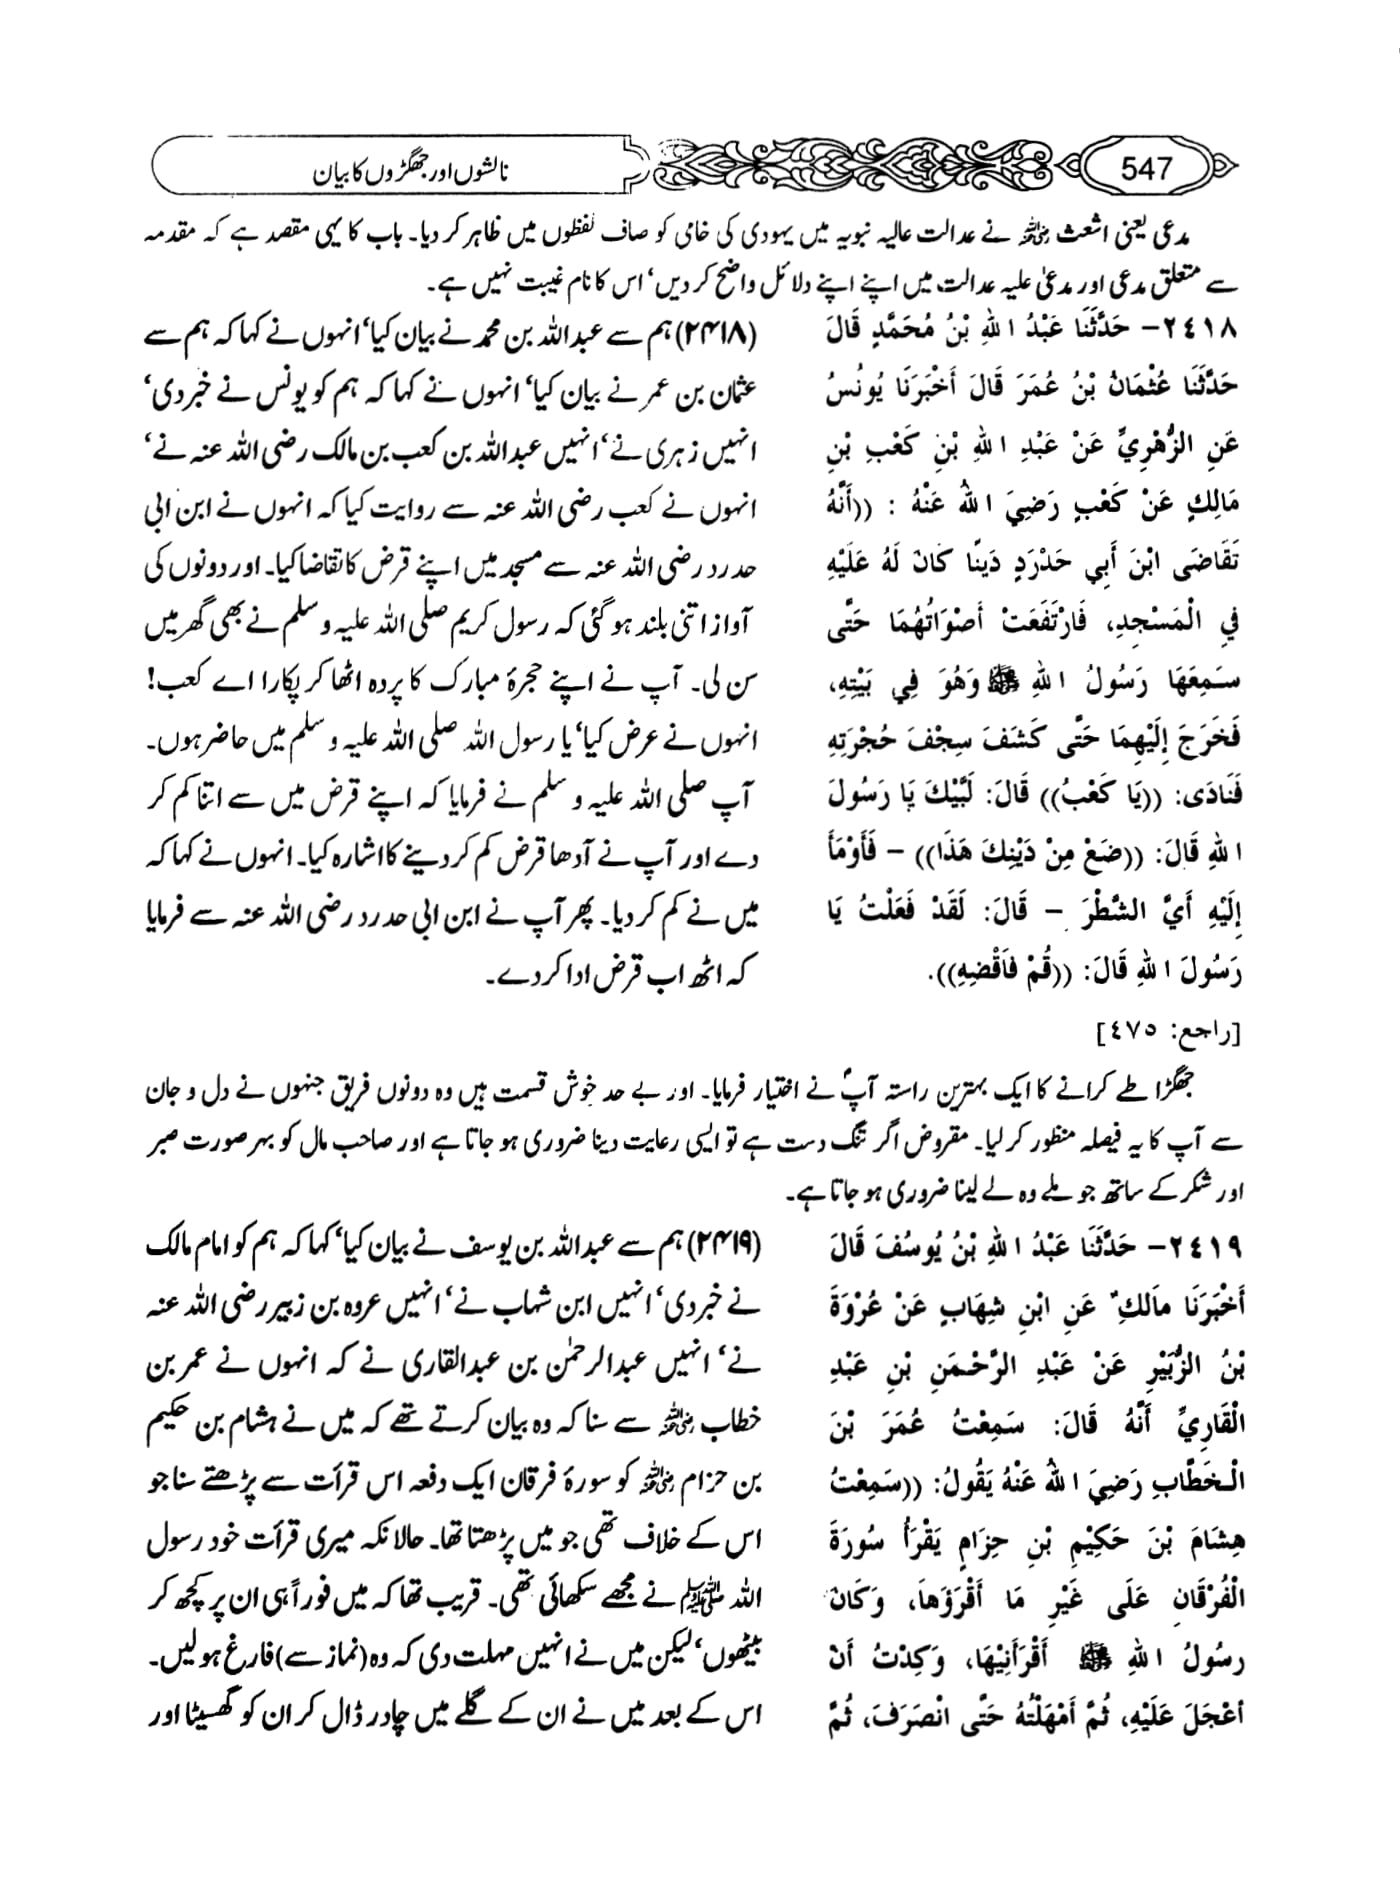 547
نالشوں اور جھگڑوں کا بیان
مدعی یعنی اشعث رضی اللہ عنہ نے عدالت عالیہ نبویہ میں یہودی کی خامی کو صاف لفظوں میں ظاہر کر دیا۔ باب کا یہی مقصد ہے کہ مقدمہ
سے متعلق مدعی اور مدعیٰ علیہ عدالت میں اپنے اپنے دلائل واضح کر دیں‘ اس کا نام غیبت نہیں ہے۔
٢٤١٨- حَدَّثَنَا عَبْدُ اللهِ بْنُ مُحَمَّدٍ قَالَ
حَدَّثَنَا عُثْمَانُ بْنُ عُمَرَ قَالَ أَخْبَرَنَا يُونُسُ
عَنِ الزُّهْرِيِّ عَنْ عَبْدِ اللهِ بْنِ كَعْبِ بْنِ
مَالِكٍ عَنْ كَعْبٍ رَضِيَ اللهُ عَنْهُ : ((أَنَّهُ
تَقَاضَى ابْنَ أَبِي حَدْرَدٍ دَينًا كَانَ لَهُ عَلَيْهِ
فِي الْمَسْجِدِ، فَارْتَفَعَتْ أَصْوَاتُهُمَا حَتَّى
سَمِعَهَا رَسُولُ اللهِ ﷺ وَهُوَ فِي بَيْتِهِ،
فَخَرَجَ إِلَيْهِمَا حَتَّى كَشَفَ سِجْفَ حُجْرَتِهِ
فَنَادَى: ((يَا كَعْبُ)) قَالَ: لَبَّيْكَ يَا رَسُولَ
اللهِ قَالَ: ((ضَعْ مِنْ دَيْنِكَ هَذَا)) – فَأَوْمَأَ
إِلَيْهِ أَيِّ الشَّطْرَ – قَالَ: لَقَدْ فَعَلْتُ يَا
رَسُولَ اللهِ قَالَ: ((قُمْ فَاقْضِهِ)).
[راجع: ٤٧٥]
(۲۴۱۸) ہم سے عبداللہ بن محمد نے بیان کیا‘ انہوں نے کہا کہ ہم سے
عثمان بن عمر نے بیان کیا‘ انہوں نے کہا کہ ہم کو یونس نے خبر دی‘
انہیں زہری نے‘ انہیں عبداللہ بن کعب بن مالک رضی اللہ عنہ نے‘
انہوں نے کعب رضی اللہ عنہ سے روایت کیا کہ انہوں نے ابن ابی
حدرد رضی اللہ عنہ سے مسجد میں اپنے قرض کا تقاضا کیا۔ اور دونوں کی
آواز اتنی بلند ہو گئی کہ رسول کریم صلی اللہ علیہ و سلم نے بھی گھر میں
سن لی۔ آپ نے اپنے حجرۂ مبارک کا پردہ اٹھا کر پکارا اے کعب!
انہوں نے عرض کیا‘ یا رسول اللہ صلی اللہ علیہ و سلم میں حاضر ہوں۔
آپ صلی اللہ علیہ و سلم نے فرمایا کہ اپنے قرض میں سے اتنا کم کر
دے اور آپ نے آدھا قرض کم کر دینے کا اشارہ کیا۔ انہوں نے کہا کہ
میں نے کم کر دیا۔ پھر آپ نے ابن ابی حدرد رضی اللہ عنہ سے فرمایا
کہ اٹھ اب قرض ادا کر دے۔
جھگڑا طے کرانے کا ایک بہترین راستہ آپؐ نے اختیار فرمایا۔ اور بے حد خوش قسمت ہیں وہ دونوں فریق جنہوں نے دل و جان
سے آپ کا یہ فیصلہ منظور کر لیا۔ مقروض اگر تنگ دست ہے تو ایسی رعایت دینا ضروری ہو جاتا ہے اور صاحب مال کو بہر صورت صبر
اور شکر کے ساتھ جو ملے وہ لے لینا ضروری ہو جاتا ہے۔
٢٤١٩- حَدَّثَنَا عَبْدُ اللهِ بْنُ يُوسُفَ قَالَ
أَخْبَرَنَا مَالِكٌ عَنِ ابْنِ شِهَابٍ عَنْ عُرْوَةَ
بْنُ الزُّبَيْرِ عَنْ عَبْدِ الرَّحْمَنِ بْنِ عَبْدِ
الْقَارِيِّ أَنَّهُ قَالَ: سَمِعْتُ عُمَرَ بْنَ
الْخَطَّابِ رَضِيَ اللهُ عَنْهُ يَقُولُ: ((سَمِعْتُ
هِشَامَ بْنَ حَكِيْمِ بْنِ حِزَامٍ يَقْرَأُ سُورَةَ
الْفُرْقَانِ عَلَى غَيْرِ مَا أَقْرَؤُهَا، وَكَانَ
رَسُولُ اللهِ ﷺ أَقْرَأَنِيْهَا، وَكِدْتُ أَنْ
أَعْجَلَ عَلَيْهِ، ثُمَّ أَمْهَلْتُهُ حَتَّى انْصَرَفَ، ثُمَّ
(۲۴۱۹) ہم سے عبداللہ بن یوسف نے بیان کیا‘ کہا کہ ہم کو امام مالک
نے خبر دی‘ انہیں ابن شہاب نے‘ انہیں عروہ بن زبیر رضی اللہ عنہ
نے‘ انہیں عبدالرحمٰن بن عبدالقاری نے کہ انہوں نے عمر بن
خطاب رضی اللہ عنہ سے سنا کہ وہ بیان کرتے تھے کہ میں نے ہشام بن حکیم
بن حزام رضی اللہ عنہ کو سورۂ فرقان ایک دفعہ اس قرأت سے پڑھتے سنا جو
اس کے خلاف تھی جو میں پڑھتا تھا۔ حالانکہ میری قرأت خود رسول
اللہ ﷺ نے مجھے سکھائی تھی۔ قریب تھا کہ میں فوراً ہی ان پر کچھ کر
بیٹھوں‘ لیکن میں نے انہیں مہلت دی کہ وہ (نماز سے) فارغ ہو لیں۔
اس کے بعد میں نے ان کے گلے میں چادر ڈال کر ان کو گھسیٹا اور